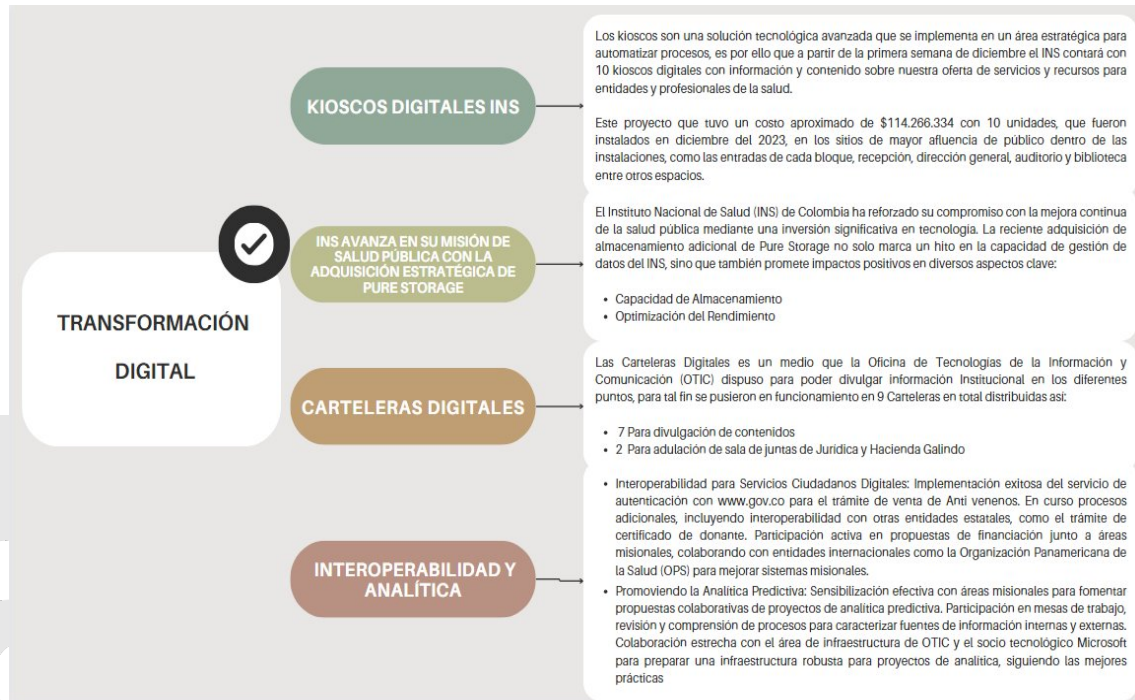 TRANSFORMACIÓN
DIGITAL
KIOSCOS DIGITALES INS
Los kioscos son una solución tecnológica avanzada que se implementa en un área estratégica para
automatizar procesos, es por ello que a partir de la primera semana de diciembre el INS contará con
10 kioscos digitales con información y contenido sobre nuestra oferta de servicios y recursos para
entidades y profesionales de la salud.
Este proyecto que tuvo un costo aproximado de $114.266.334 con 10 unidades, que fueron
instalados en diciembre del 2023, en los sitios de mayor afluencia de público dentro de las
instalaciones, como las entradas de cada bloque, recepción, dirección general, auditorio y biblioteca
entre otros espacios.
INS AVANZA EN SU MISIÓN DE
SALUD PÚBLICA CON LA
ADQUISICIÓN ESTRATÉGICA DE
PURE STORAGE
El Instituto Nacional de Salud (INS) de Colombia ha reforzado su compromiso con la mejora continua
de la salud pública mediante una inversión significativa en tecnología. La reciente adquisición de
almacenamiento adicional de Pure Storage no solo marca un hito en la capacidad de gestión de
datos del INS, sino que también promete impactos positivos en diversos aspectos clave:
• Capacidad de Almacenamiento
• Optimización del Rendimiento
CARTELERAS DIGITALES
Las Carteleras Digitales es un medio que la Oficina de Tecnologías de la Información y
Comunicación (OTIC) dispuso para poder divulgar información Institucional en los diferentes
puntos, para tal fin se pusieron en funcionamiento en 9 Carteleras en total distribuidas así:
• 7 Para divulgación de contenidos
• 2 Para adulación de sala de juntas de Jurídica y Hacienda Galindo
INTEROPERABILIDAD Y
ANALÍTICA
• Interoperabilidad para Servicios Ciudadanos Digitales: Implementación exitosa del servicio de
autenticación con www.gov.co para el trámite de venta de Anti venenos. En curso procesos
adicionales, incluyendo interoperabilidad con otras entidades estatales, como el trámite de
certificado de donante. Participación activa en propuestas de financiación junto a áreas
misionales, colaborando con entidades internacionales como la Organización Panamericana de
la Salud (OPS) para mejorar sistemas misionales.
• Promoviendo la Analítica Predictiva: Sensibilización efectiva con áreas misionales para fomentar
propuestas colaborativas de proyectos de analítica predictiva. Participación en mesas de trabajo,
revisión y comprensión de procesos para caracterizar fuentes de información internas y externas.
Colaboración estrecha con el área de infraestructura de OTIC y el socio tecnológico Microsoft
para preparar una infraestructura robusta para proyectos de analítica, siguiendo las mejores
prácticas